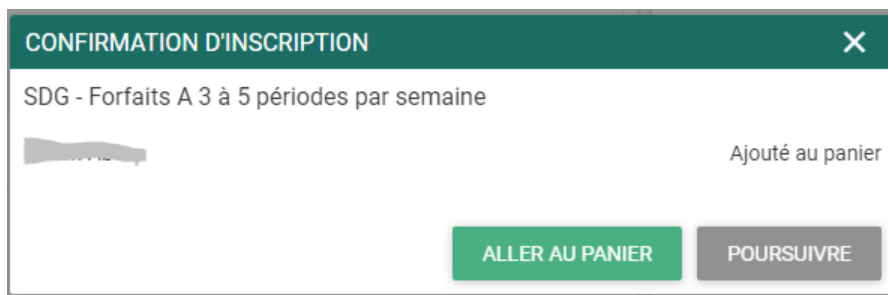 CONFIRMATION D'INSCRIPTION
SDG - Forfaits A 3 à 5 périodes par semaine
Ajouté au panier
ALLER AU PANIER POURSUIVRE